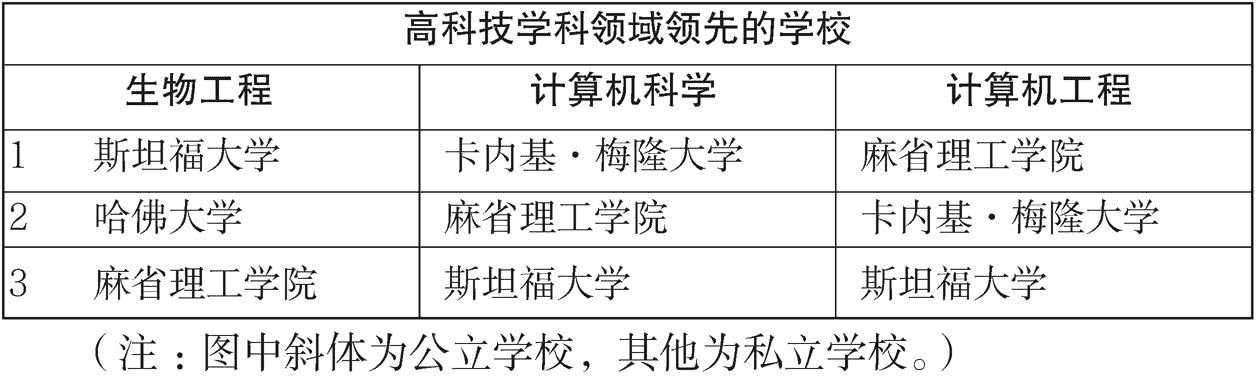 高科技学科领域领先的学校
生物工程 计算机科学 计算机工程
1 斯坦福大学 卡内基·梅隆大学 麻省理工学院
2 哈佛大学 麻省理工学院 卡内基·梅隆大学
3 麻省理工学院 斯坦福大学 斯坦福大学
（注：图中斜体为公立学校，其他为私立学校。）